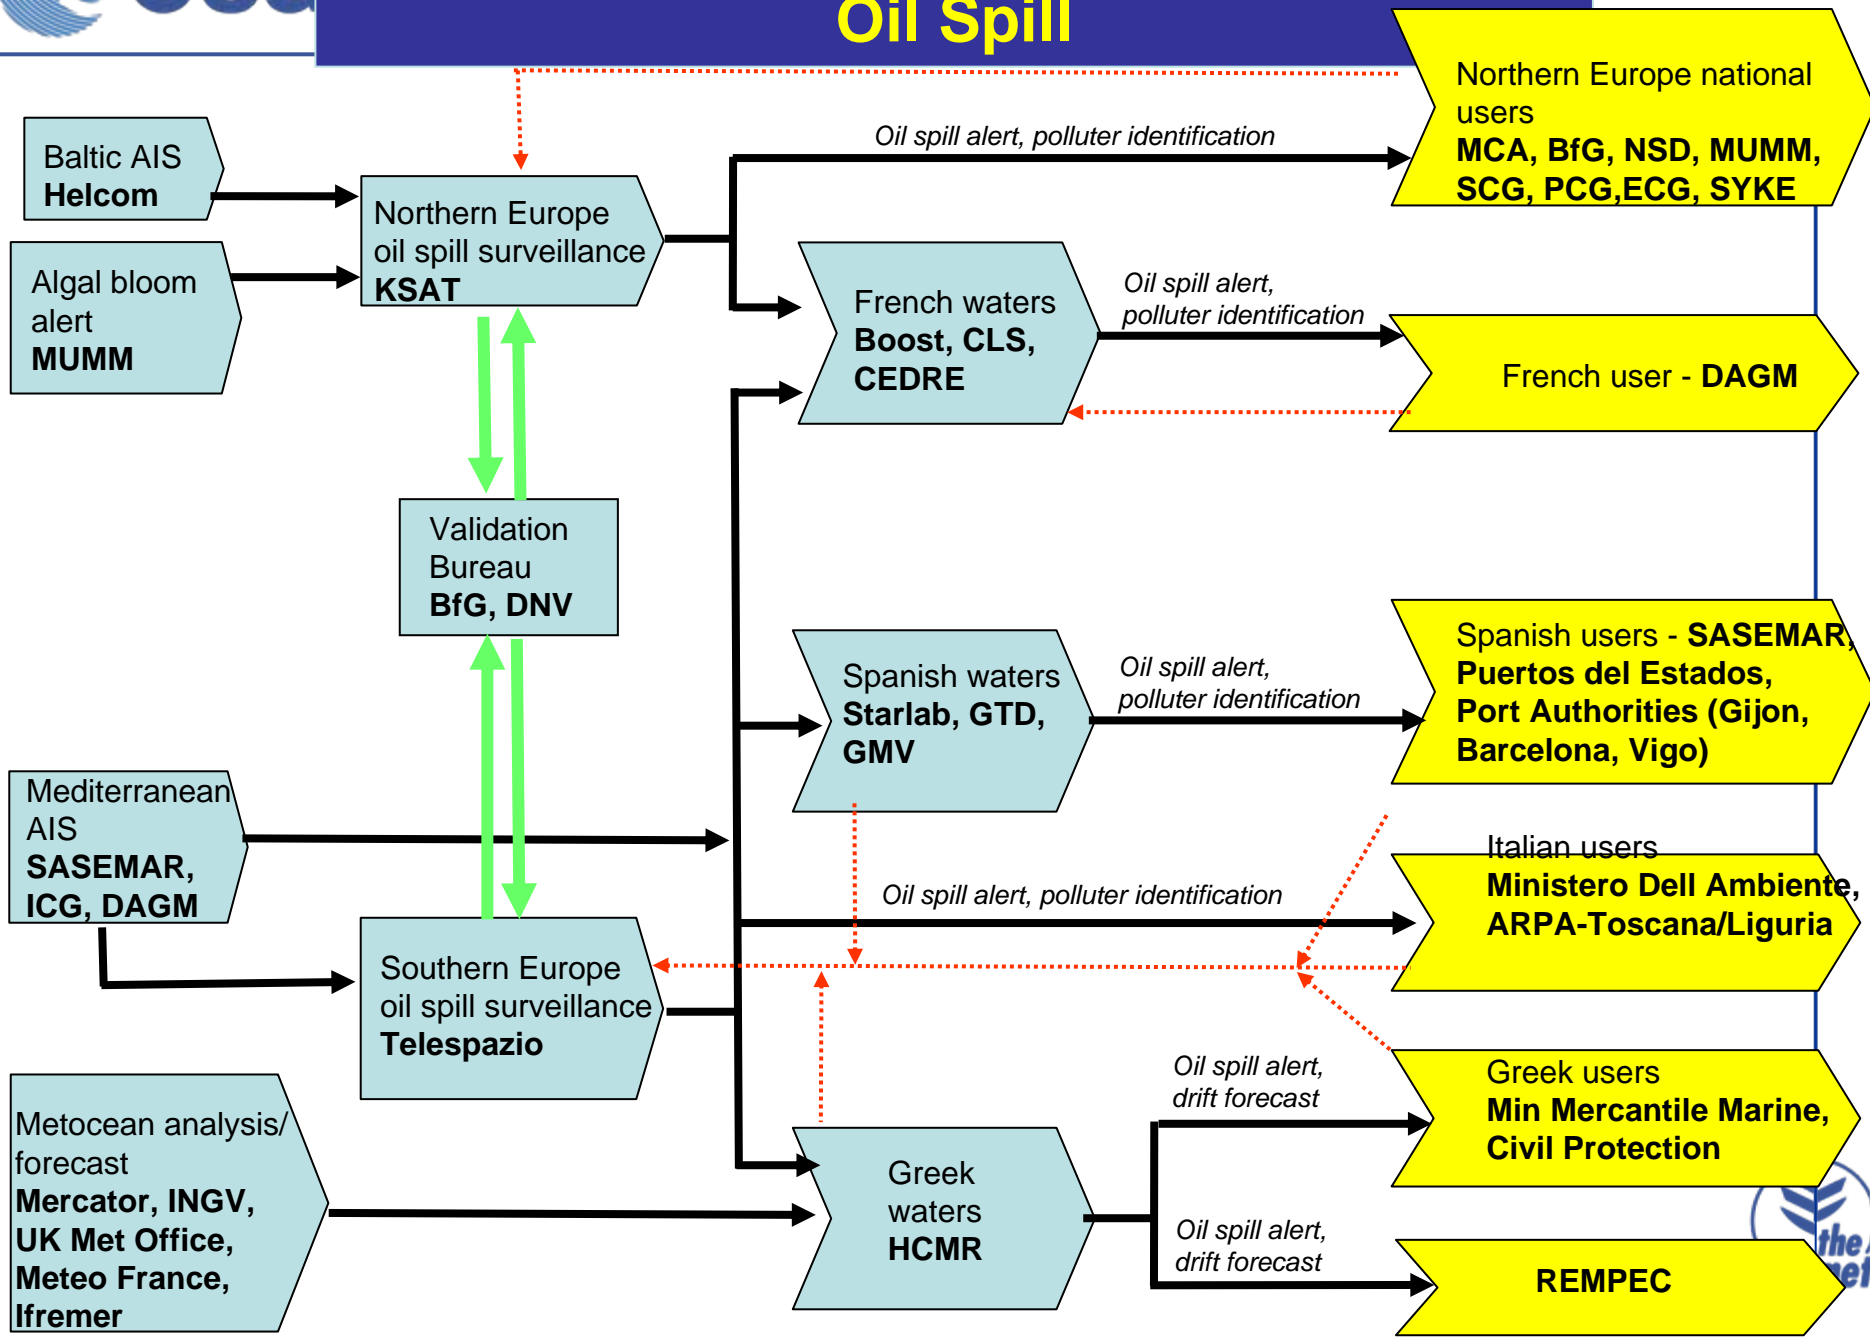 Oil Spill
Northern Europe national
users
MCA, BfG, NSD, MUMM,
SCG, PCG,ECG, SYKE
Oil spill alert, polluter identification
Baltic AIS
Helcom
Northern Europe
oil spill surveillance
KSAT
Algal bloom
alert
MUMM
French waters
Boost, CLS,
CEDRE
Oil spill alert,
polluter identification
French user - DAGM
Validation
Bureau
BfG, DNV
Spanish waters
Starlab, GTD,
GMV
Oil spill alert,
polluter identification
Spanish users - SASEMAR,
Puertos del Estados,
Port Authorities (Gijon,
Barcelona, Vigo)
Mediterranean
AIS
SASEMAR,
ICG, DAGM
Oil spill alert, polluter identification
Italian users
Ministero Dell Ambiente,
ARPA-Toscana/Liguria
Southern Europe
oil spill surveillance
Telespazio
Oil spill alert,
drift forecast
Greek users
Min Mercantile Marine,
Civil Protection
Metocean analysis/
forecast
Mercator, INGV,
UK Met Office,
Meteo France,
Ifremer
Greek
waters
HCMR
Oil spill alert,
drift forecast
REMPEC
the